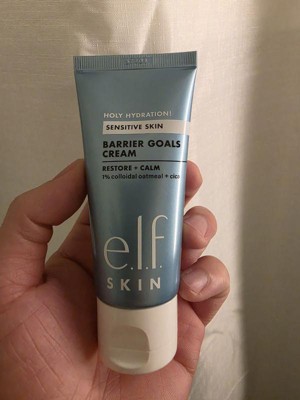 HOLY HYDRATION!
SENSITIVE SKIN
BARRIER GOALS
CREAM
RESTORE + CALM
1% colloidal oatmeal + cica
e.l.f.
SKIN